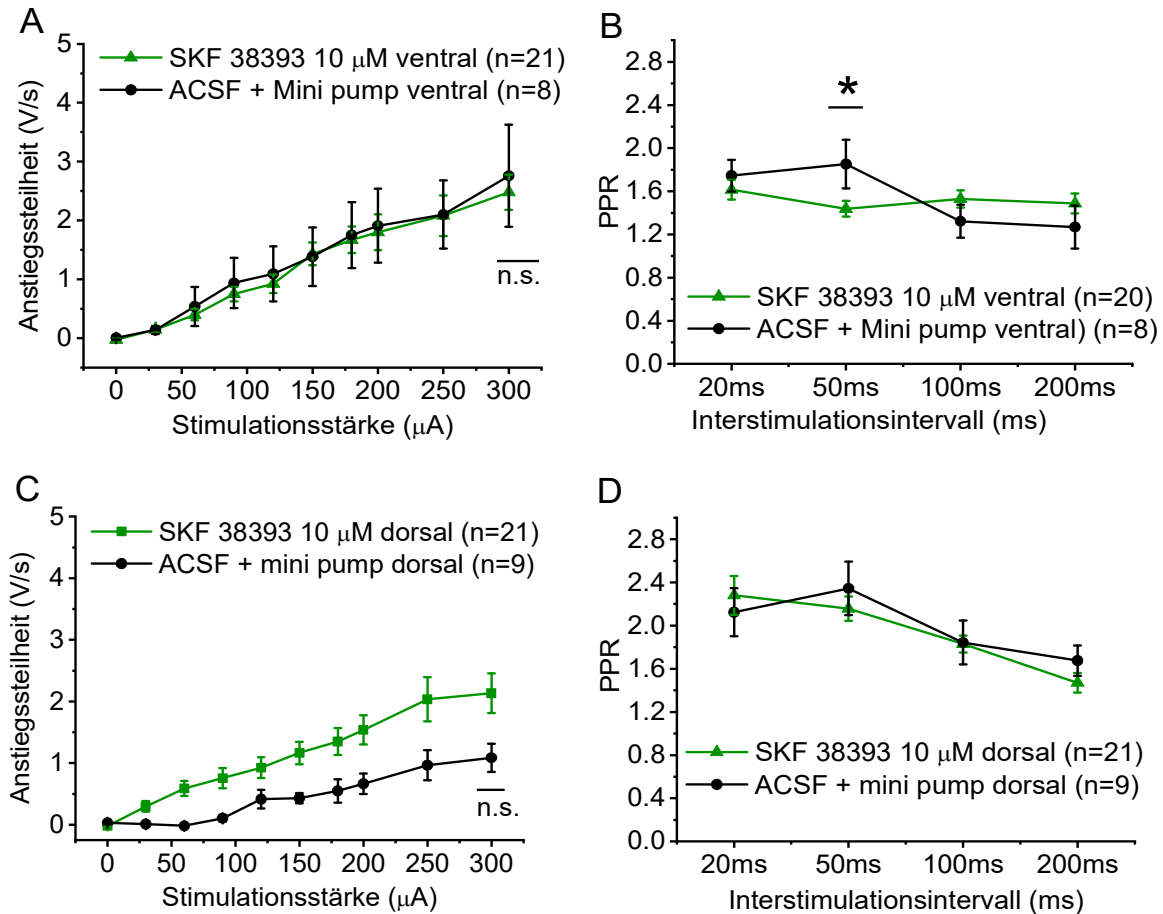 A
SKF 38393 10 μM ventral (n=21)
ACSF + Mini pump ventral (n=8)
Anstiegssteilheit (V/s)
5
4
3
2
1
0
n.s.
0 50 100 150 200 250 300
Stimulationsstärke (μA)
B
*
PPR
2.8
2.4
2.0
1.6
1.2
0.8
0.4
0.0
SKF 38393 10 μM ventral (n=20)
ACSF + Mini pump ventral) (n=8)
20ms 50ms 100ms 200ms
Interstimulationsintervall (ms)
C
SKF 38393 10 μM dorsal (n=21)
ACSF + mini pump dorsal (n=9)
Anstiegssteilheit (V/s)
5
4
3
2
1
0
n.s.
0 50 100 150 200 250 300
Stimulationsstärke (μA)
D
PPR
2.8
2.4
2.0
1.6
1.2
0.8
0.4
0.0
SKF 38393 10 μM dorsal (n=21)
ACSF + mini pump dorsal (n=9)
20ms 50ms 100ms 200ms
Interstimulationsintervall (ms)